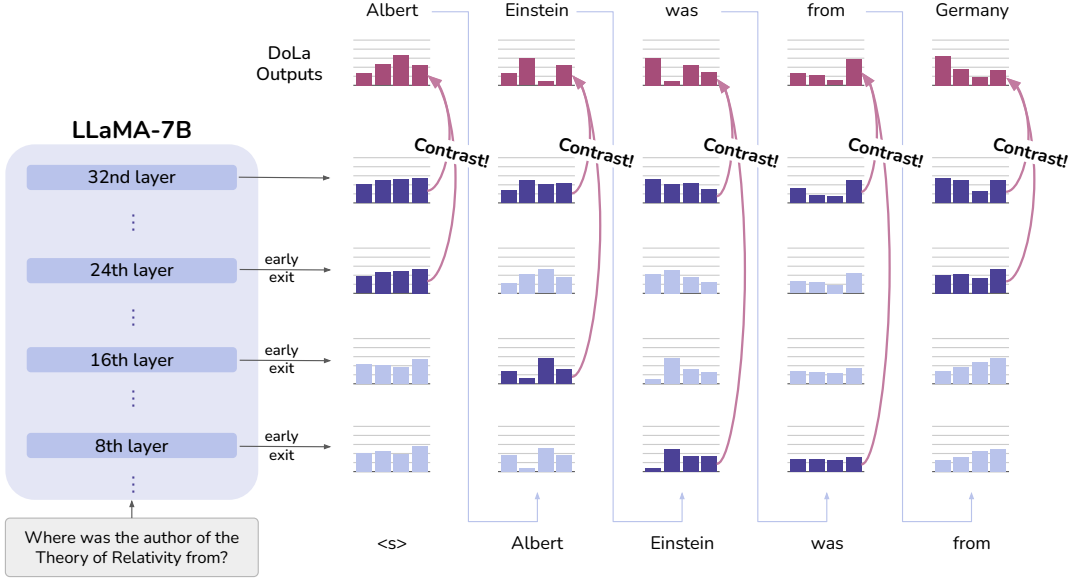 Albert Einstein was from Germany
DoLa
Outputs
LLaMA-7B
Contrast! Contrast! Contrast! Contrast! Contrast!
32nd layer
24th layer
early
exit
16th layer
early
exit
8th layer
early
exit
Where was the author of the
Theory of Relativity from?
<s> Albert Einstein was from